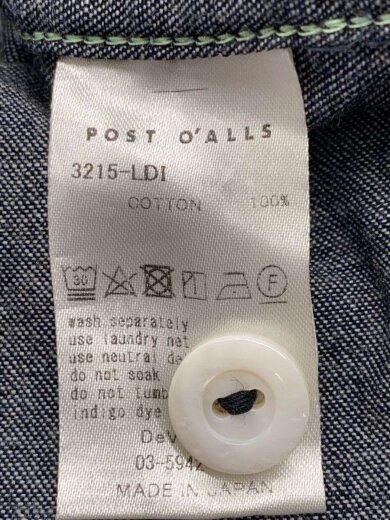 POST O'ALLS
3215-LDI
COTTON 100%
30 F
wash separately
use laundry net
use neutral
do not soak
do not
indigo dye
03-5942
MADE IN JAPAN